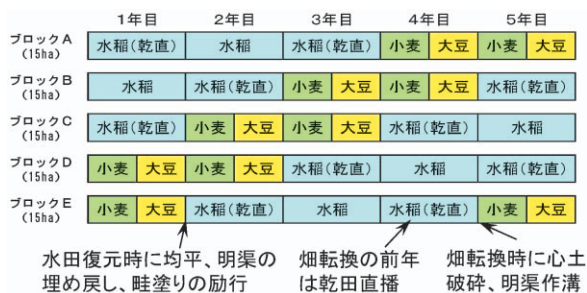 1年目 2年目 3年目 4年目 5年目
ブロックA
(15ha)
水稲(乾直) 水稲 水稲(乾直) 小麦 大豆 小麦 大豆
ブロックB
(15ha)
水稲 水稲(乾直) 小麦 大豆 小麦 大豆 水稲(乾直)
ブロックC
(15ha)
水稲(乾直) 小麦 大豆 小麦 大豆 水稲(乾直) 水稲
ブロックD
(15ha)
小麦 大豆 小麦 大豆 水稲(乾直) 水稲 水稲(乾直)
ブロックE
(15ha)
小麦 大豆 水稲(乾直) 水稲 水稲(乾直) 小麦 大豆
水田復元時に均平、明渠の
埋め戻し、畦塗りの励行
畑転換の前年
は乾田直播
畑転換時に心土
破砕、明渠作溝